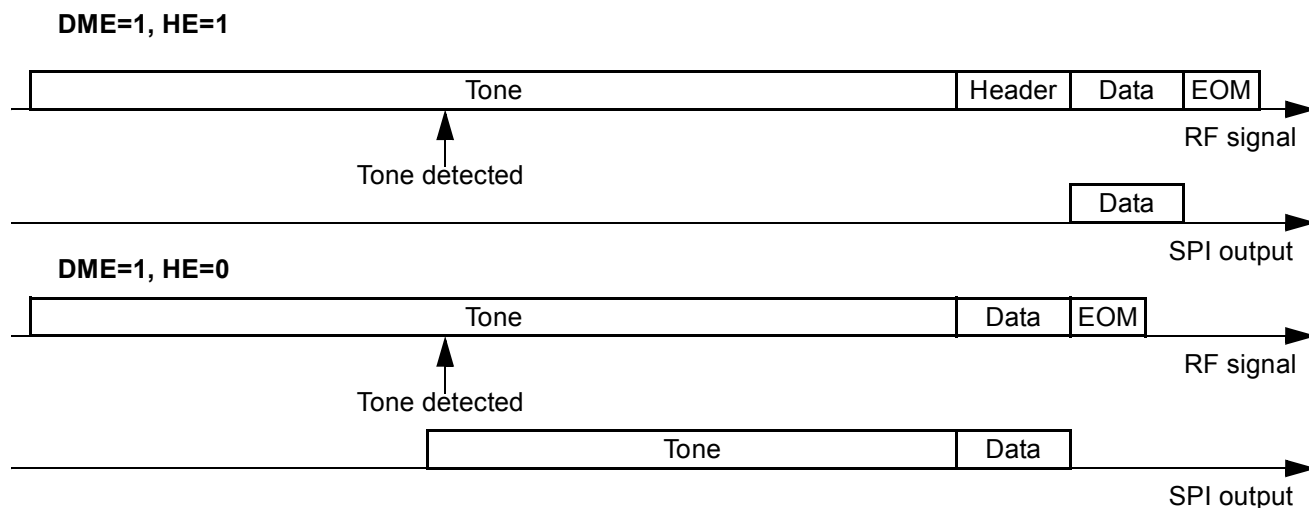 DME=1, HE=1
Tone Header Data EOM
RF signal
Tone detected
Data
SPI output
DME=1, HE=0
Tone Data EOM
RF signal
Tone detected
Tone Data
SPI output